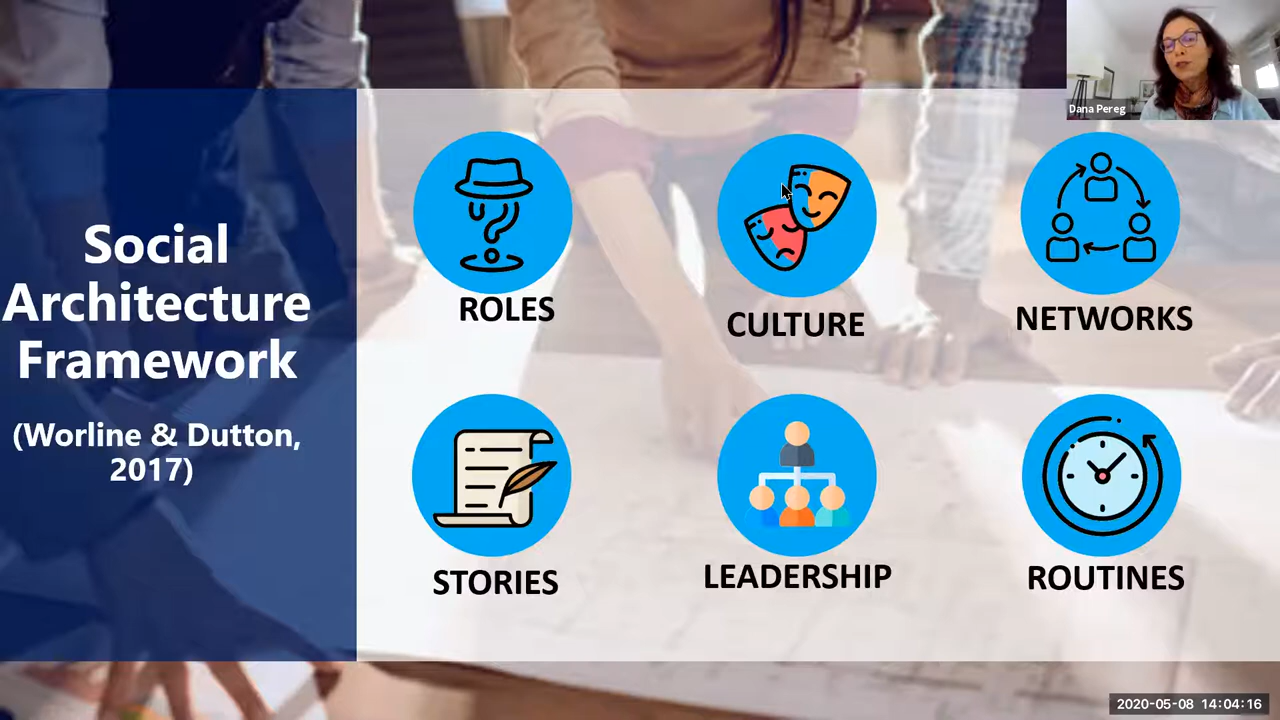 Dana Pereg
Social
Architecture
Framework
(Worline & Dutton,
2017)
ROLES
CULTURE
NETWORKS
STORIES
LEADERSHIP
ROUTINES
2020-05-08 14:04:16